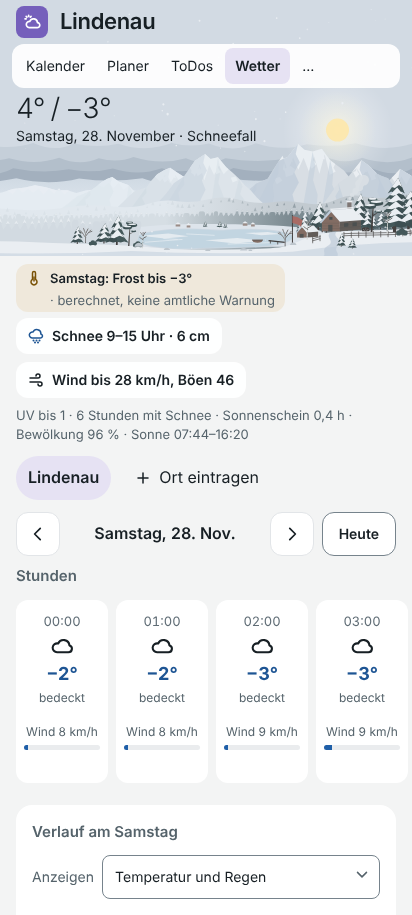 Lindenau
Kalender Planer ToDos Wetter ...
4° / −3°
Samstag, 28. November · Schneefall
Samstag: Frost bis −3°
· berechnet, keine amtliche Warnung
Schnee 9–15 Uhr · 6 cm
Wind bis 28 km/h, Böen 46
UV bis 1 · 6 Stunden mit Schnee · Sonnenschein 0,4 h ·
Bewölkung 96 % · Sonne 07:44–16:20
Lindenau + Ort eintragen
Samstag, 28. Nov. Heute
Stunden
00:00 01:00 02:00 03:00
−2° −2° −3° −3°
bedeckt bedeckt bedeckt bedeckt
Wind 8 km/h Wind 8 km/h Wind 9 km/h Wind 9 km/h
Verlauf am Samstag
Anzeigen Temperatur und Regen